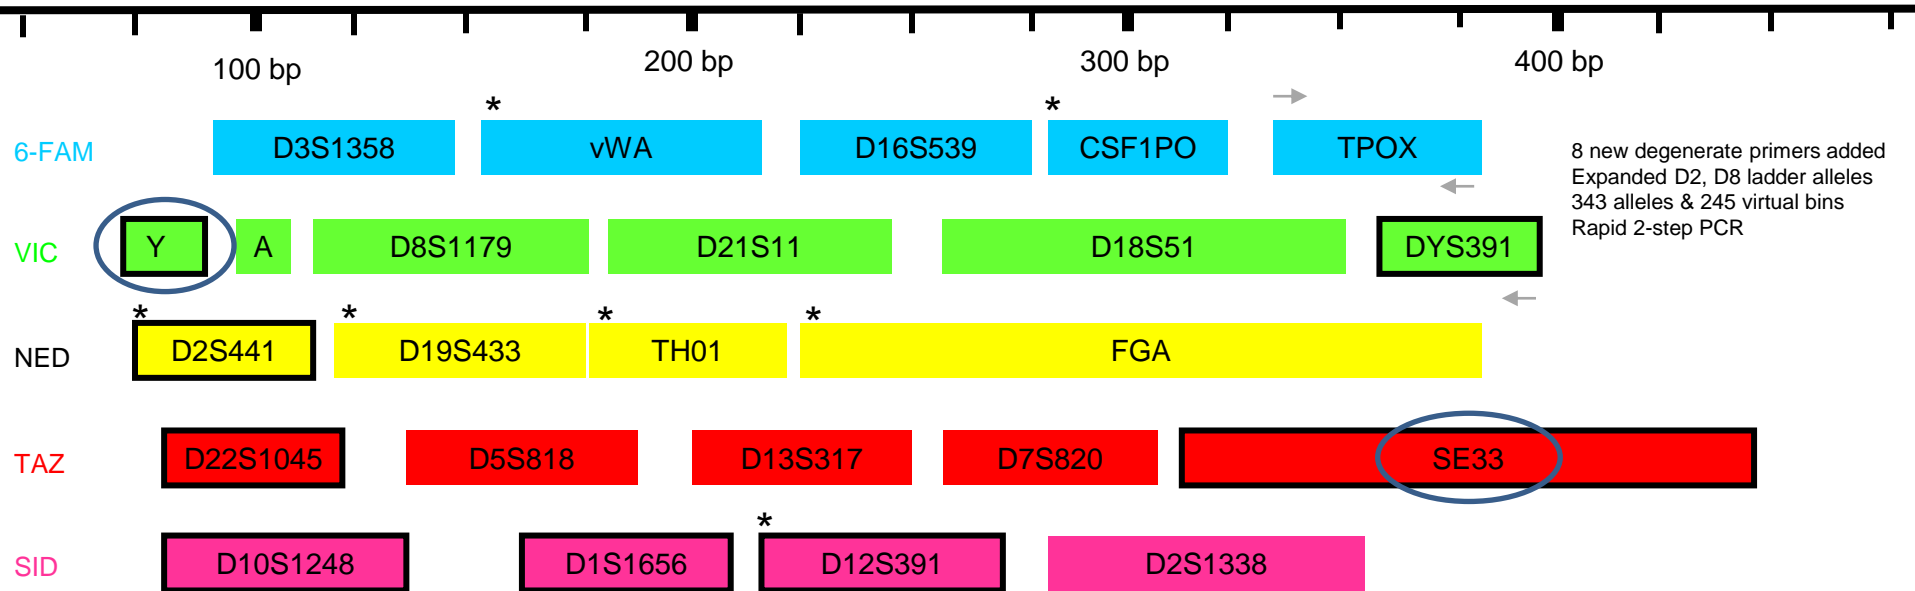 100 bp 200 bp 300 bp 400 bp
* *
6-FAM D3S1358 vWA D16S539 CSF1PO TPOX
8 new degenerate primers added
Expanded D2, D8 ladder alleles
343 alleles & 245 virtual bins
Rapid 2-step PCR
VIC Y A D8S1179 D21S11 D18S51 DYS391
* * * *
NED D2S441 D19S433 TH01 FGA
TAZ D22S1045 D5S818 D13S317 D7S820 SE33
*
SID D10S1248 D1S1656 D12S391 D2S1338